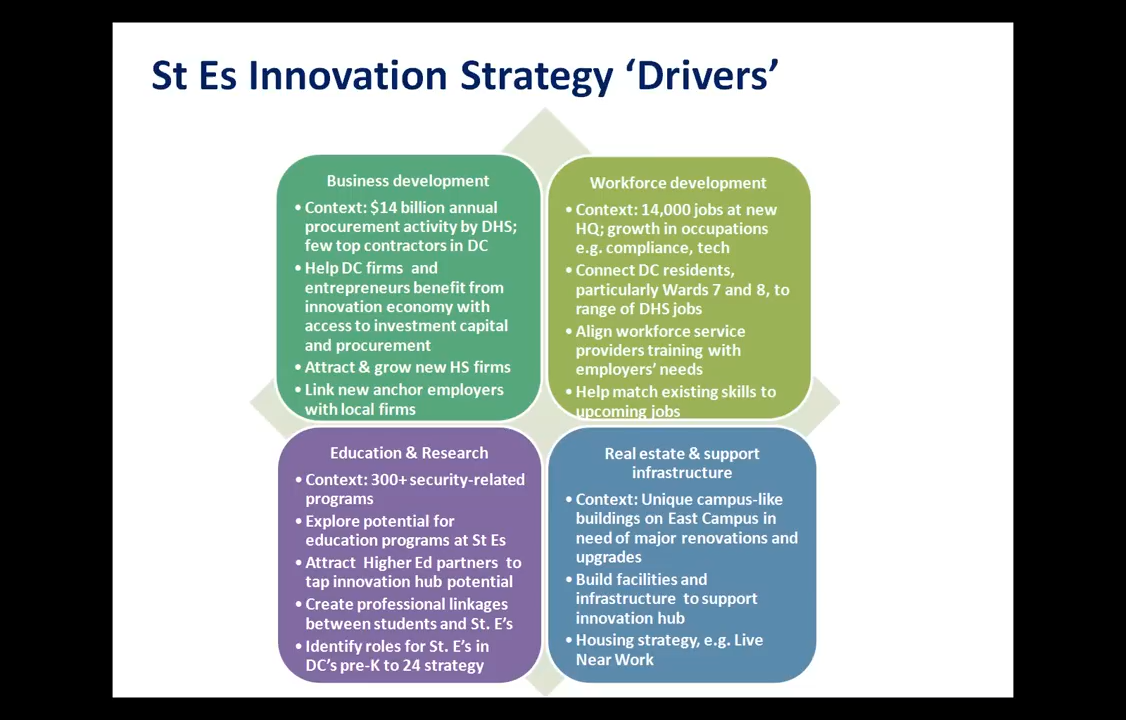 St Es Innovation Strategy ‘Drivers’
Business development
• Context: $14 billion annual
procurement activity by DHS;
few top contractors in DC
• Help DC firms and
entrepreneurs benefit from
innovation economy with
access to investment capital
and procurement
• Attract & grow new HS firms
• Link new anchor employers
with local firms
Workforce development
• Context: 14,000 jobs at new
HQ; growth in occupations
e.g. compliance, tech
• Connect DC residents,
particularly Wards 7 and 8, to
range of DHS jobs
• Align workforce service
providers training with
employers’ needs
• Help match existing skills to
upcoming jobs
Education & Research
• Context: 300+ security-related
programs
• Explore potential for
education programs at St Es
• Attract Higher Ed partners to
tap innovation hub potential
• Create professional linkages
between students and St. E’s
• Identify roles for St. E’s in
DC’s pre-K to 24 strategy
Real estate & support
infrastructure
• Context: Unique campus-like
buildings on East Campus in
need of major renovations and
upgrades
• Build facilities and
infrastructure to support
innovation hub
• Housing strategy, e.g. Live
Near Work